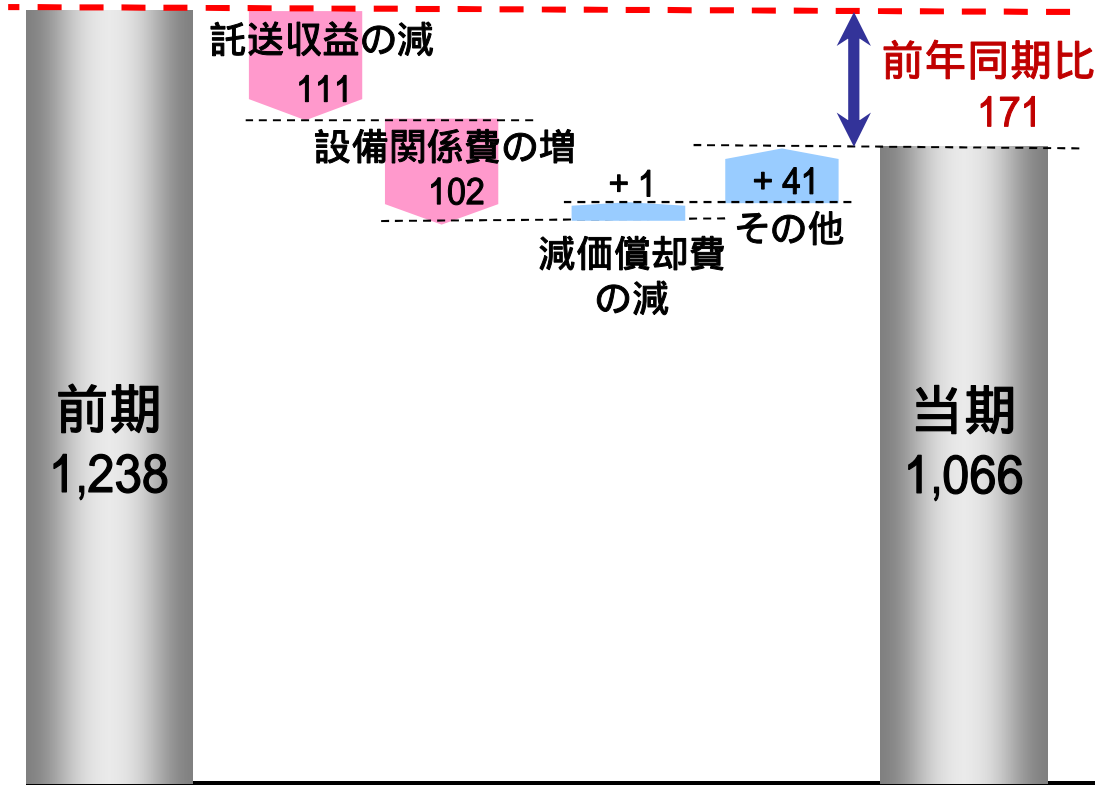 託送収益の減
111
前年同期比
171
設備関係費の増
102
+ 1
+ 41
その他
減価償却費
の減
前期
1,238
当期
1,066